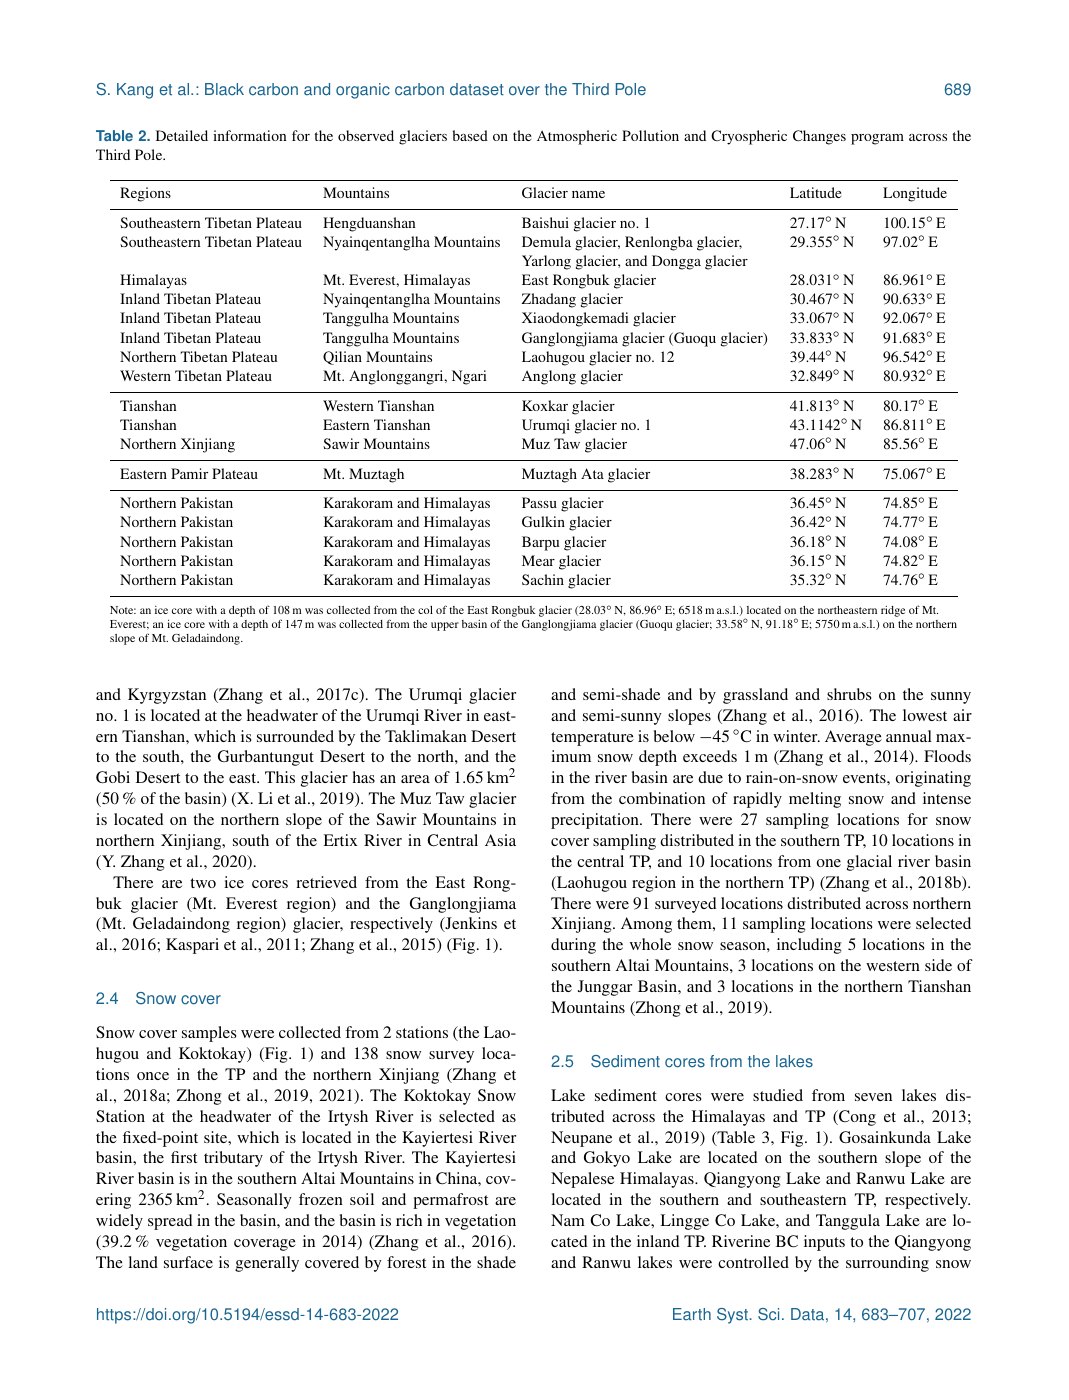 S. Kang et al.: Black carbon and organic carbon dataset over the Third Pole 689
Table 2. Detailed information for the observed glaciers based on the Atmospheric Pollution and Cryospheric Changes program across the
Third Pole.
Regions Mountains Glacier name Latitude Longitude
Southeastern Tibetan Plateau Hengduanshan Baishui glacier no. 1 27.17° N 100.15° E
Southeastern Tibetan Plateau Nyainqentanglha Mountains Demula glacier, Renlongba glacier, 29.355° N 97.02° E
Yarlong glacier, and Dongga glacier
Himalayas Mt. Everest, Himalayas East Rongbuk glacier 28.031° N 86.961° E
Inland Tibetan Plateau Nyainqentanglha Mountains Zhadang glacier 30.467° N 90.633° E
Inland Tibetan Plateau Tanggulha Mountains Xiaodongkemadi glacier 33.067° N 92.067° E
Inland Tibetan Plateau Tanggulha Mountains Ganglongjiama glacier (Guoqu glacier) 33.833° N 91.683° E
Northern Tibetan Plateau Qilian Mountains Laohugou glacier no. 12 39.44° N 96.542° E
Western Tibetan Plateau Mt. Anglonggangri, Ngari Anglong glacier 32.849° N 80.932° E
Tianshan Western Tianshan Koxkar glacier 41.813° N 80.17° E
Tianshan Eastern Tianshan Urumqi glacier no. 1 43.1142° N 86.811° E
Northern Xinjiang Sawir Mountains Muz Taw glacier 47.06° N 85.56° E
Eastern Pamir Plateau Mt. Muztagh Muztagh Ata glacier 38.283° N 75.067° E
Northern Pakistan Karakoram and Himalayas Passu glacier 36.45° N 74.85° E
Northern Pakistan Karakoram and Himalayas Gulkin glacier 36.42° N 74.77° E
Northern Pakistan Karakoram and Himalayas Barpu glacier 36.18° N 74.08° E
Northern Pakistan Karakoram and Himalayas Mear glacier 36.15° N 74.82° E
Northern Pakistan Karakoram and Himalayas Sachin glacier 35.32° N 74.76° E
Note: an ice core with a depth of 108 m was collected from the col of the East Rongbuk glacier (28.03° N, 86.96° E; 6518 m a.s.l.) located on the northeastern ridge of Mt.
Everest; an ice core with a depth of 147 m was collected from the upper basin of the Ganglongjiama glacier (Guoqu glacier; 33.58° N, 91.18° E; 5750 m a.s.l.) on the northern
slope of Mt. Geladaindong.
and Kyrgyzstan (Zhang et al., 2017c). The Urumqi glacier
no. 1 is located at the headwater of the Urumqi River in east-
ern Tianshan, which is surrounded by the Taklimakan Desert
to the south, the Gurbantungut Desert to the north, and the
Gobi Desert to the east. This glacier has an area of 1.65 km²
(50 % of the basin) (X. Li et al., 2019). The Muz Taw glacier
is located on the northern slope of the Sawir Mountains in
northern Xinjiang, south of the Ertix River in Central Asia
(Y. Zhang et al., 2020).
There are two ice cores retrieved from the East Rong-
buk glacier (Mt. Everest region) and the Ganglongjiama
(Mt. Geladaindong region) glacier, respectively (Jenkins et
al., 2016; Kaspari et al., 2011; Zhang et al., 2015) (Fig. 1).
2.4 Snow cover
Snow cover samples were collected from 2 stations (the Lao-
hugou and Koktokay) (Fig. 1) and 138 snow survey loca-
tions once in the TP and the northern Xinjiang (Zhang et
al., 2018a; Zhong et al., 2019, 2021). The Koktokay Snow
Station at the headwater of the Irtysh River is selected as
the fixed-point site, which is located in the Kayiertesi River
basin, the first tributary of the Irtysh River. The Kayiertesi
River basin is in the southern Altai Mountains in China, cov-
ering 2365 km². Seasonally frozen soil and permafrost are
widely spread in the basin, and the basin is rich in vegetation
(39.2 % vegetation coverage in 2014) (Zhang et al., 2016).
The land surface is generally covered by forest in the shade
and semi-shade and by grassland and shrubs on the sunny
and semi-sunny slopes (Zhang et al., 2016). The lowest air
temperature is below −45 °C in winter. Average annual max-
imum snow depth exceeds 1 m (Zhang et al., 2014). Floods
in the river basin are due to rain-on-snow events, originating
from the combination of rapidly melting snow and intense
precipitation. There were 27 sampling locations for snow
cover sampling distributed in the southern TP, 10 locations in
the central TP, and 10 locations from one glacial river basin
(Laohugou region in the northern TP) (Zhang et al., 2018b).
There were 91 surveyed locations distributed across northern
Xinjiang. Among them, 11 sampling locations were selected
during the whole snow season, including 5 locations in the
southern Altai Mountains, 3 locations on the western side of
the Junggar Basin, and 3 locations in the northern Tianshan
Mountains (Zhong et al., 2019).
2.5 Sediment cores from the lakes
Lake sediment cores were studied from seven lakes dis-
tributed across the Himalayas and TP (Cong et al., 2013;
Neupane et al., 2019) (Table 3, Fig. 1). Gosainkunda Lake
and Gokyo Lake are located on the southern slope of the
Nepalese Himalayas. Qiangyong Lake and Ranwu Lake are
located in the southern and southeastern TP, respectively.
Nam Co Lake, Lingge Co Lake, and Tanggula Lake are lo-
cated in the inland TP. Riverine BC inputs to the Qiangyong
and Ranwu lakes were controlled by the surrounding snow
https://doi.org/10.5194/essd-14-683-2022 Earth Syst. Sci. Data, 14, 683–707, 2022